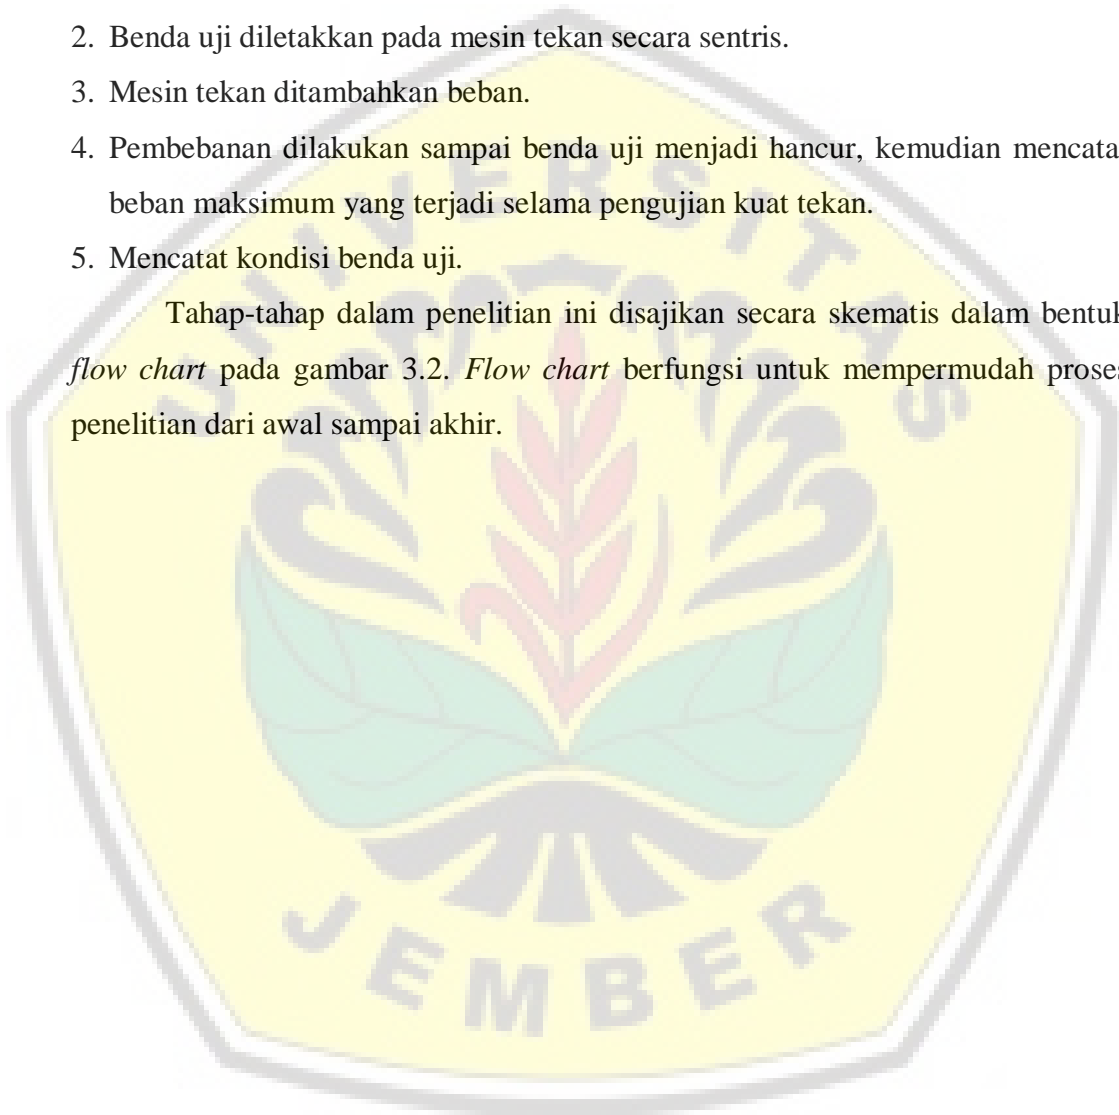 2. Benda uji diletakkan pada mesin tekan secara sentris.
3. Mesin tekan ditambahkan beban.
4. Pembebanan dilakukan sampai benda uji menjadi hancur, kemudian mencata
beban maksimum yang terjadi selama pengujian kuat tekan.
5. Mencatat kondisi benda uji.
Tahap-tahap dalam penelitian ini disajikan secara skematis dalam bentuk
flow chart pada gambar 3.2. Flow chart berfungsi untuk mempermudah proses
penelitian dari awal sampai akhir.
UNIVERSITAS
JEMBER